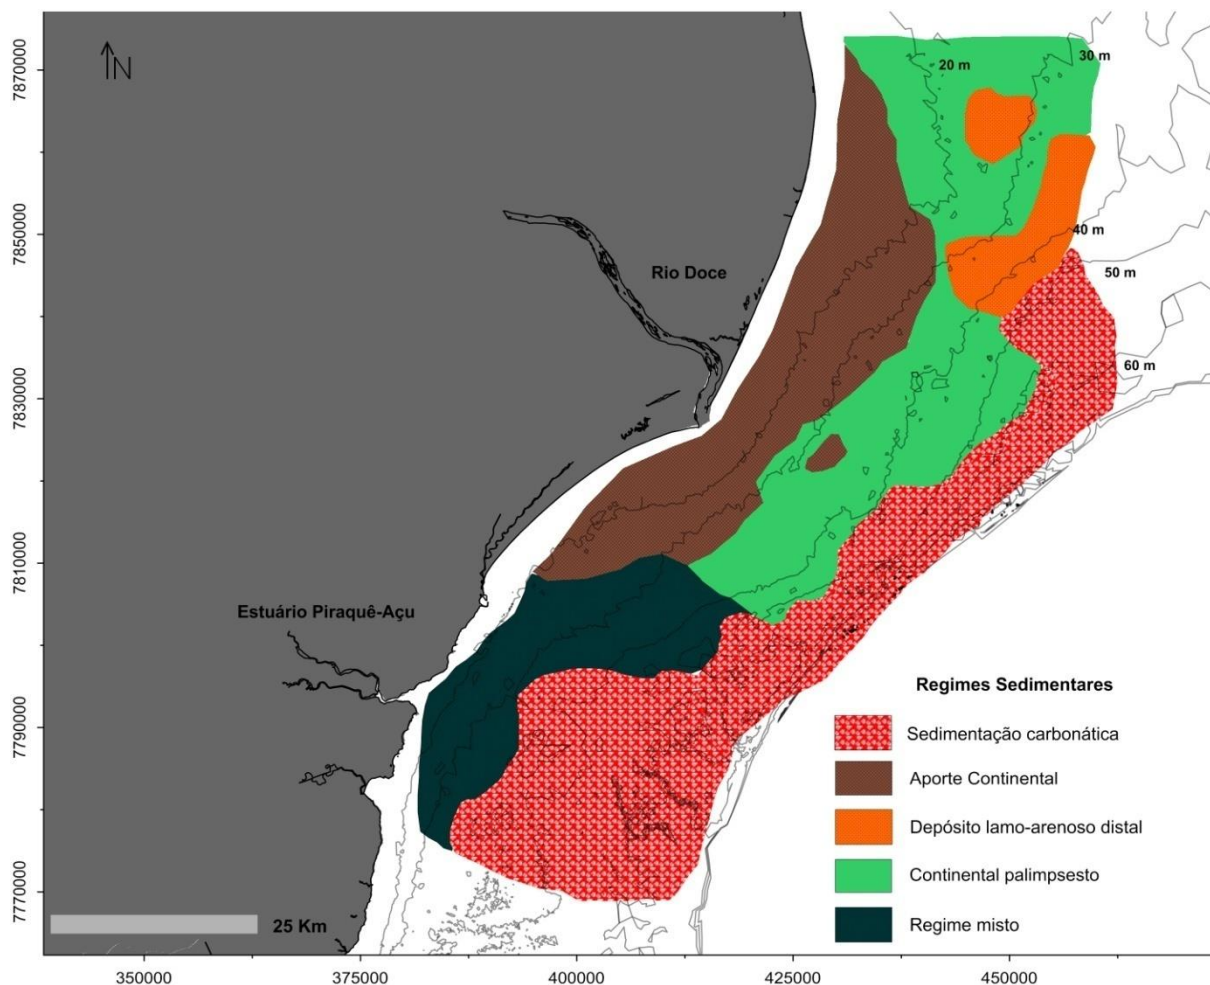 N
20 m
30 m
40 m
50 m
60 m
Rio Doce
Estuário Piraquê-Açu
Regimes Sedimentares
Sedimentação carbonática
Aporte Continental
Depósito lamo-arenoso distal
Continental palimpsesto
Regime misto
25 Km
7870000
7850000
7830000
7810000
7790000
7770000
350000
375000
400000
425000
450000